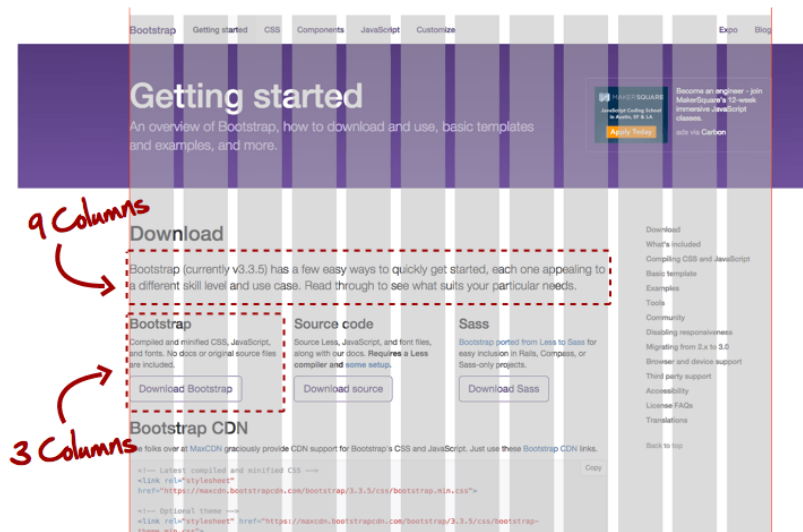 Bootstrap Getting started CSS Components JavaScript Customize Expo Blog
Getting started
An overview of Bootstrap, how to download and use, basic templates
and examples, and more.
MAKERSQUARE
JavaScript Coding School
in Austin, SF & LA
Apply Today
Become an engineer - join
MakerSquare's 12-week
immersive JavaScript
classes.
ads via Carbon
9 Columns
Download
Bootstrap (currently v3.3.5) has a few easy ways to quickly get started, each one appealing to
a different skill level and use case. Read through to see what suits your particular needs.
Bootstrap
Compiled and minified CSS, JavaScript,
and fonts. No docs or original source files
are included.
Download Bootstrap
Source code
Source Less, JavaScript, and font files,
along with our docs. Requires a Less
compiler and some setup.
Download source
Sass
Bootstrap ported from Less to Sass for
easy inclusion in Rails, Compass, or
Sass-only projects.
Download Sass
3 Columns
Bootstrap CDN
The folks over at MaxCDN graciously provide CDN support for Bootstrap's CSS and JavaScript. Just use these Bootstrap CDN links.
Copy
<!-- Latest compiled and minified CSS -->
<link rel="stylesheet"
href="https://maxcdn.bootstrapcdn.com/bootstrap/3.3.5/css/bootstrap.min.css">
<!-- Optional theme -->
<link rel="stylesheet" href="https://maxcdn.bootstrapcdn.com/bootstrap/3.3.5/css/bootstrap-
theme.min.css">
Download
What's included
Compiling CSS and JavaScript
Basic template
Examples
Tools
Community
Disabling responsiveness
Migrating from 2.x to 3.0
Browser and device support
Third party support
Accessibility
License FAQs
Translations
Back to top